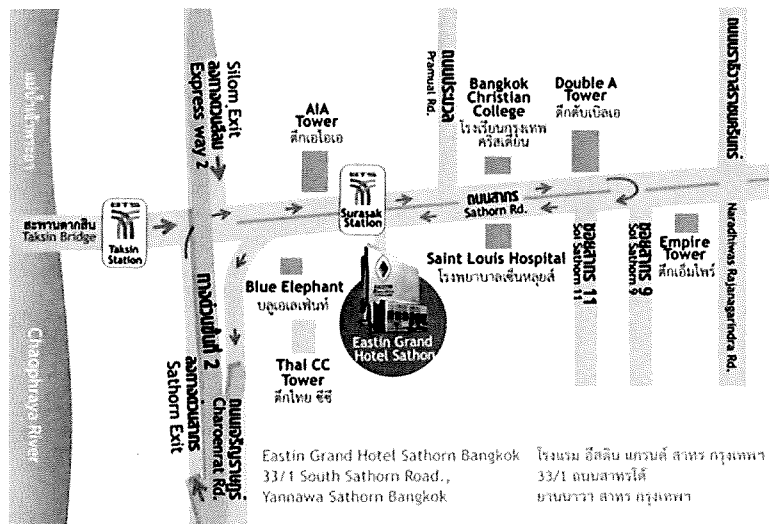 แม่น้ำเจ้าพระยา
Chaophraya River
สะพานตากสิน
Taksin Bridge
BTS
Taksin
Station
Silom Exit
ลงทางด่วนสีลม
Express way 2
ทางด่วนขั้นที่ 2
ลงทางด่วนสาทร
Sathorn Exit
ถนนเจริญราษฎร์
Charoenrat Rd.
AIA
Tower
ตึกเอไอเอ
BTS
Surasak
Station
ถนนประมวล
Pramual Rd.
Bangkok
Christian
College
โรงเรียนกรุงเทพ
คริสเตียน
Double A
Tower
ตึกดับเบิลเอ
ถนนสาทร
Sathorn Rd.
ถนนนราธิวาสราชนครินทร์
Naradhiwas Rajanagarindra Rd.
Blue Elephant
บลูเอเลเฟ่นท์
Thai CC
Tower
ตึกไทย ซีซี
Eastin Grand
Hotel Sathon
Saint Louis Hospital
โรงพยาบาลเซ็นหลุยส์
ซอยสาทร 11
Soi Sathorn 11
ซอยสาทร 9
Soi Sathorn 9
Empire
Tower
ตึกเอ็มไพร์
Eastin Grand Hotel Sathorn Bangkok
33/1 South Sathorn Road.,
Yannawa Sathorn Bangkok
โรงแรม อีสติน แกรนด์ สาทร กรุงเทพฯ
33/1 ถนนสาทรใต้
ยานนาวา สาทร กรุงเทพฯ